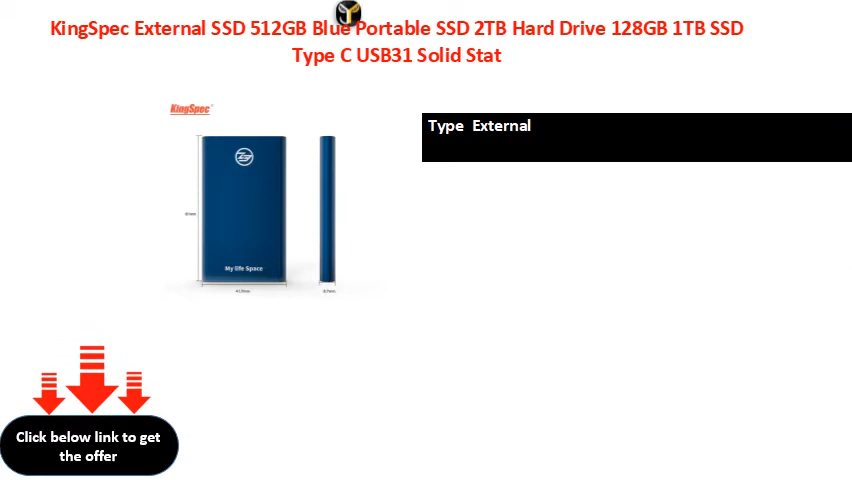 KingSpec External SSD 512GB Blue Portable SSD 2TB Hard Drive 128GB 1TB SSD
Type C USB31 Solid Stat
KingSpec
Type External
My life Space
Click below link to get
the offer